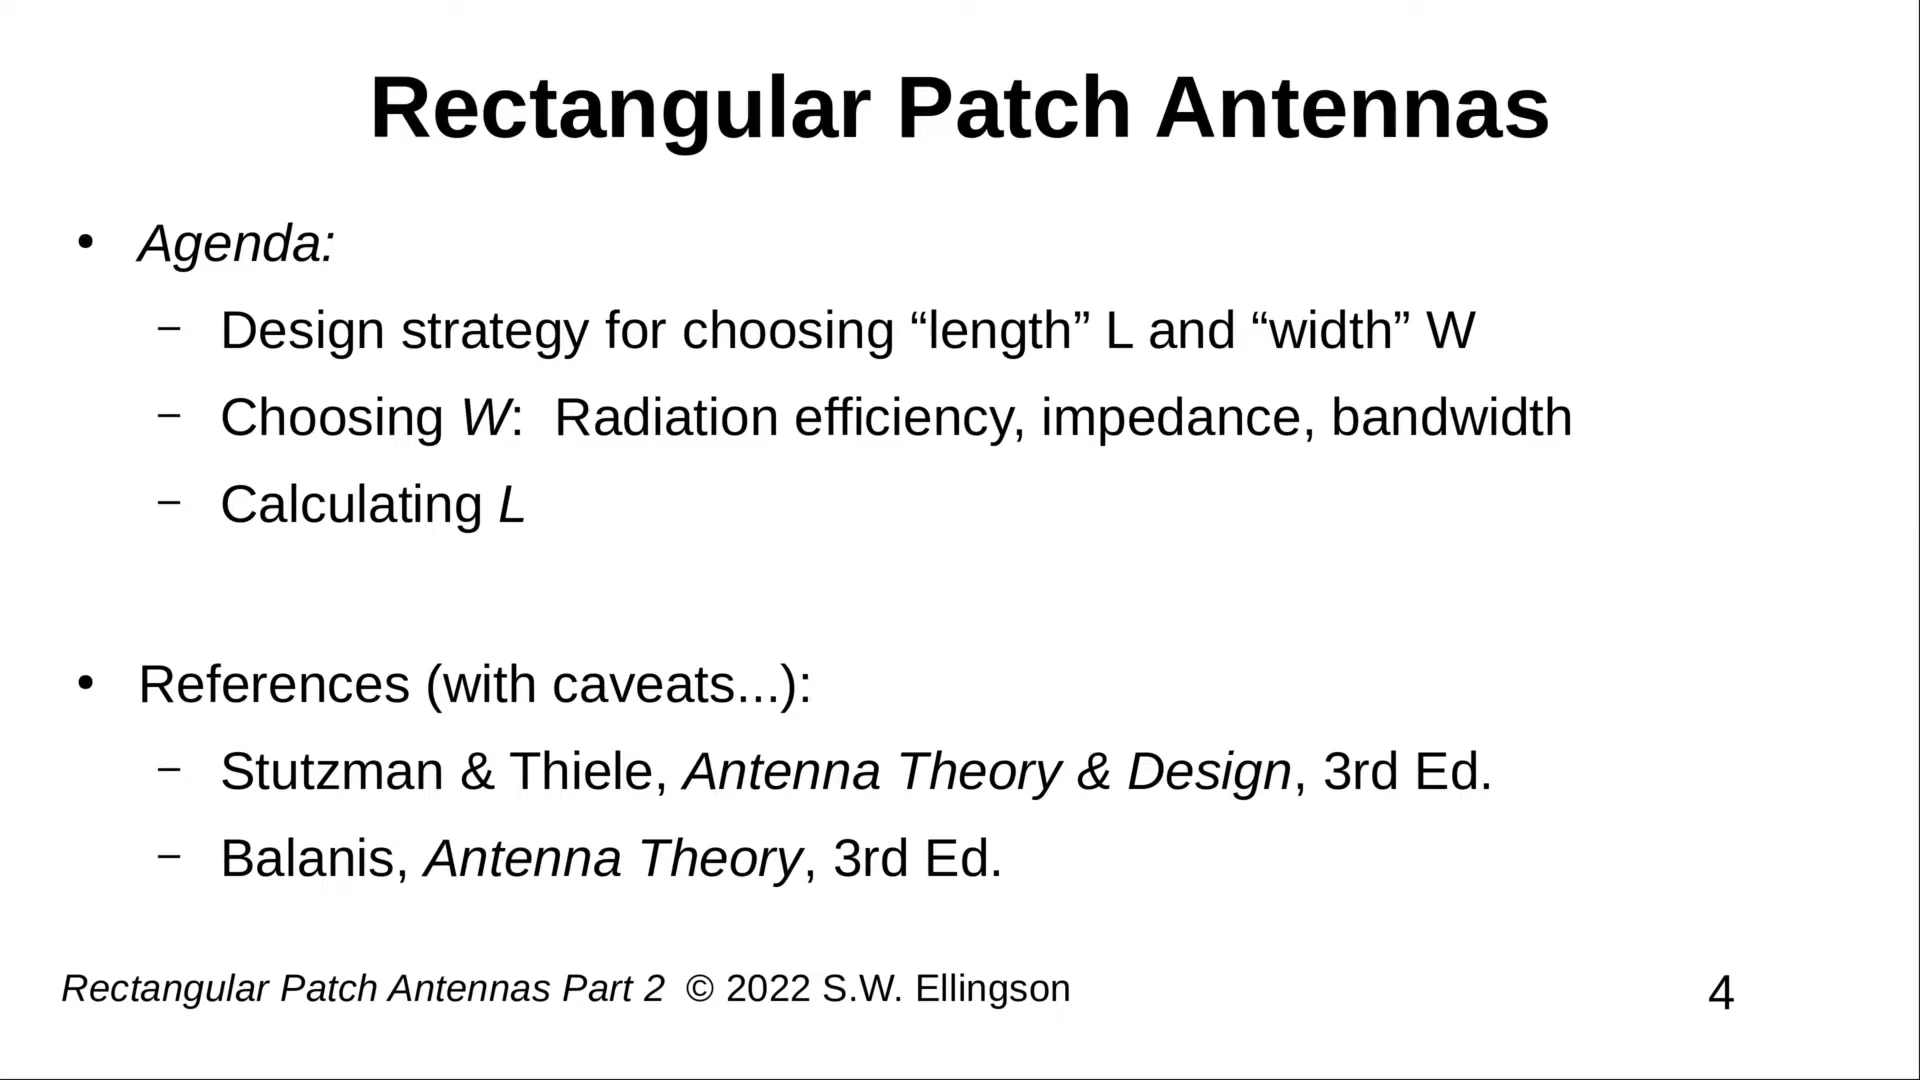 Rectangular Patch Antennas
• Agenda:
– Design strategy for choosing “length” L and “width” W
– Choosing W:  Radiation efficiency, impedance, bandwidth
– Calculating L
• References (with caveats...):
– Stutzman & Thiele, Antenna Theory & Design, 3rd Ed.
– Balanis, Antenna Theory, 3rd Ed.
Rectangular Patch Antennas Part 2  © 2022 S.W. Ellingson
4